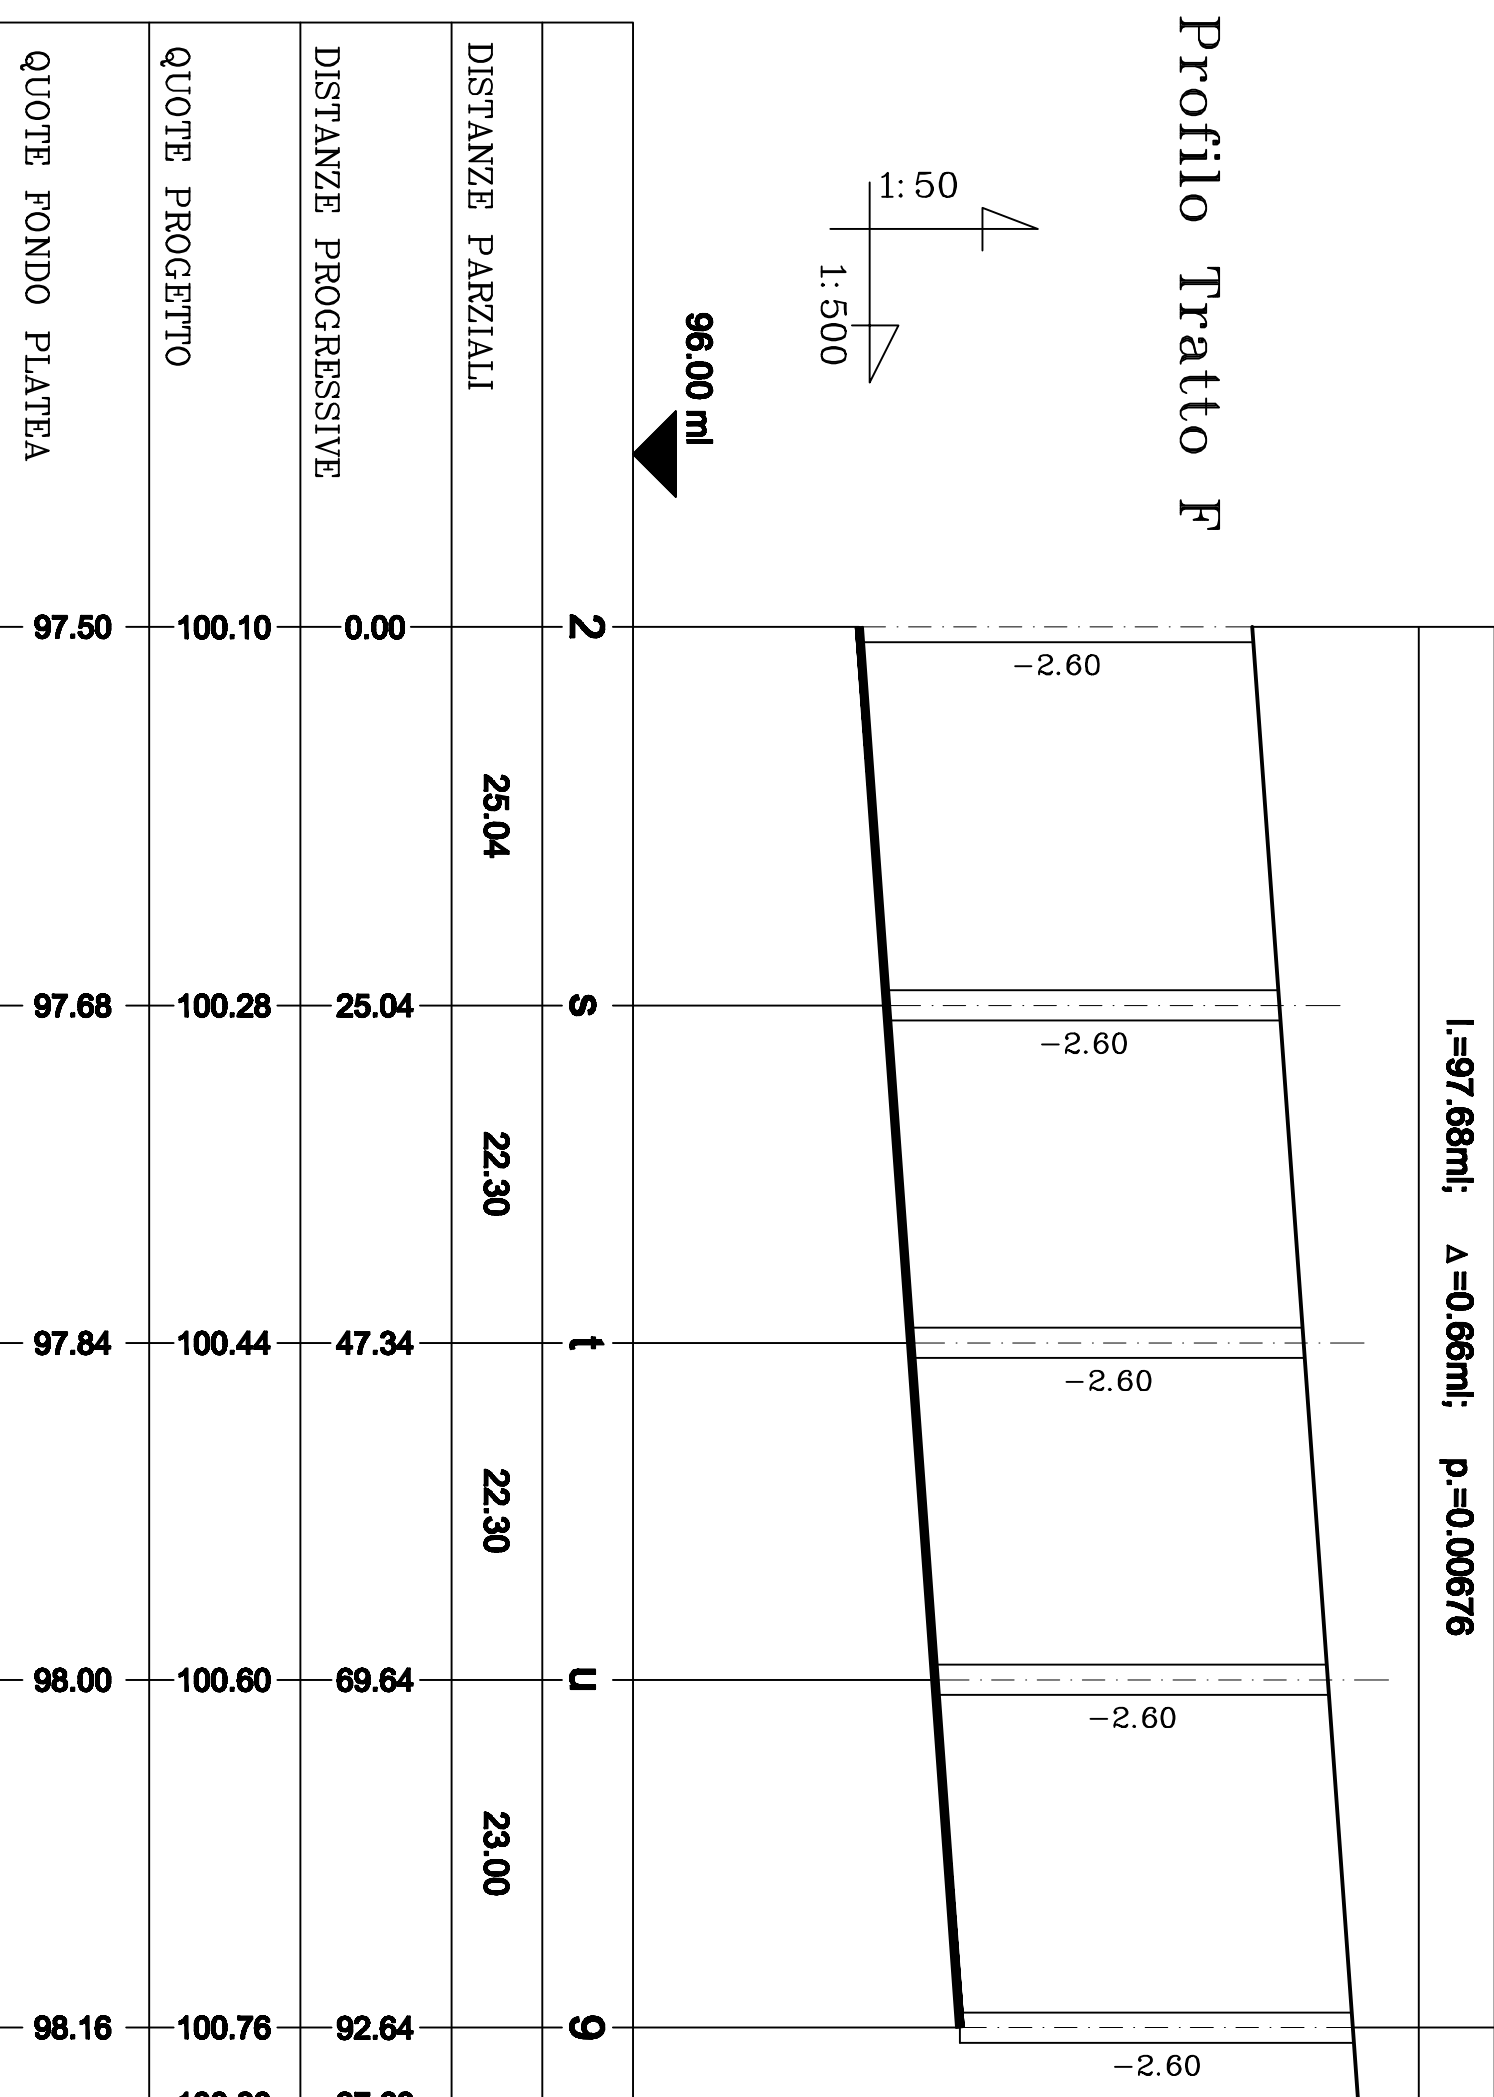 Profilo Tratto F
1:50
1:500
l.=97.68ml; Δ=0.66ml; p.=0.00676
-2.60
-2.60
-2.60
-2.60
-2.60
96.00 ml
2 s t u 9
DISTANZE PARZIALI 25.04 22.30 22.30 23.00
DISTANZE PROGRESSIVE 0.00 25.04 47.34 69.64 92.64
QUOTE PROGETTO 100.10 100.28 100.44 100.60 100.76
QUOTE FONDO PLATEA 97.50 97.68 97.84 98.00 98.16